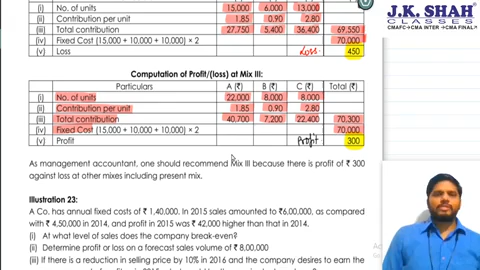 (i) No. of units 15,000 6,000 13,000
(ii) Contribution per unit 1.85 0.90 2.80
(iii) Total contribution 27,750 5,400 36,400 69,550
(iv) Fixed Cost (15,000 + 10,000 + 10,000) × 2 70,000
(v) Loss Loss 450
J.K. SHAH
CLASSES
CMAFC->CMA INTER ->CMA FINAL
Computation of Profit/(loss) at Mix III:
Particulars A (₹) B (₹) C (₹) Total (₹)
(i) No. of units 22,000 8,000 8,000
(ii) Contribution per unit 1.85 0.90 2.80
(iii) Total contribution 40,700 7,200 22,400 70,300
(iv) Fixed Cost (15,000 + 10,000 + 10,000) × 2 70,000
(v) Profit Profit 300
As management accountant, one should recommend Mix III because there is profit of ₹ 300
against loss at other mixes including present mix.
Illustration 23:
A Co. has annual fixed costs of ₹ 1,40,000. In 2015 sales amounted to ₹6,00,000, as compared
with ₹ 4,50,000 in 2014, and profit in 2015 was ₹ 42,000 higher than that in 2014.
(i) At what level of sales does the company break-even?
(ii) Determine profit or loss on a forecast sales volume of ₹ 8,00,000
(iii) If there is a reduction in selling price by 10% in 2016 and the company desires to earn the